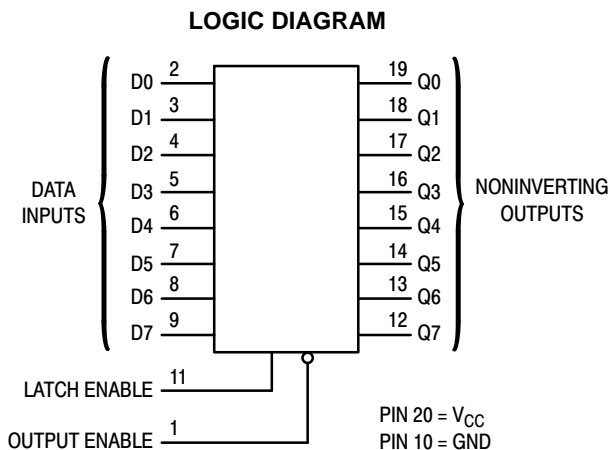 LOGIC DIAGRAM
D0 2 19 Q0
D1 3 18 Q1
D2 4 17 Q2
DATA INPUTS
D3 5 16 Q3
NONINVERTING OUTPUTS
D4 6 15 Q4
D5 7 14 Q5
D6 8 13 Q6
D7 9 12 Q7
LATCH ENABLE 11
OUTPUT ENABLE 1
PIN 20 = VCC
PIN 10 = GND